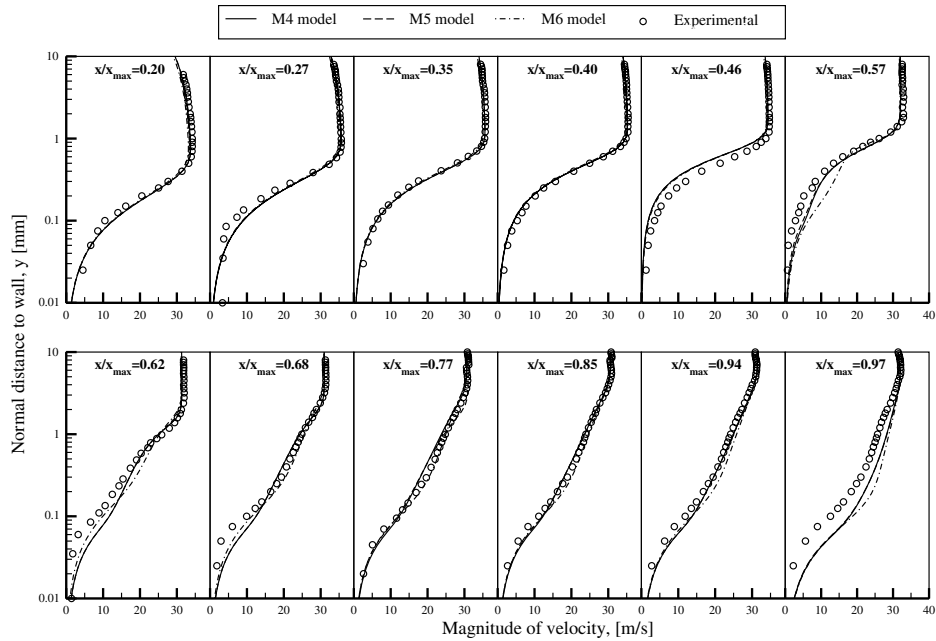 M4 model M5 model M6 model Experimental
x/xmax=0.20 x/xmax=0.27 x/xmax=0.35 x/xmax=0.40 x/xmax=0.46 x/xmax=0.57
10
1
0.1
0.01
0 10 20 30 0 10 20 30 0 10 20 30 0 10 20 30 0 10 20 30 0 10 20 30 40
Normal distance to wall, y [mm]
x/xmax=0.62 x/xmax=0.68 x/xmax=0.77 x/xmax=0.85 x/xmax=0.94 x/xmax=0.97
10
1
0.1
0.01
0 10 20 30 0 10 20 30 0 10 20 30 0 10 20 30 0 10 20 30 0 10 20 30 40
Magnitude of velocity, [m/s]